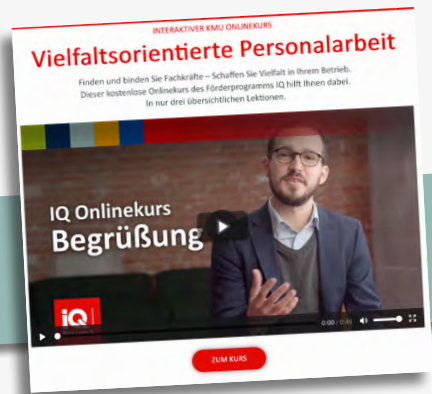 INTERAKTIVER KMU ONLINEKURS
Vielfaltsorientierte Personalarbeit
Finden und binden Sie Fachkräfte – Schaffen Sie Vielfalt in Ihrem Betrieb.
Dieser kostenlose Onlinekurs des Förderprogramms IQ hilft Ihnen dabei.
In nur drei übersichtlichen Lektionen.
IQ Onlinekurs
Begrüßung
iQ
0:00 / 0:49
ZUM KURS